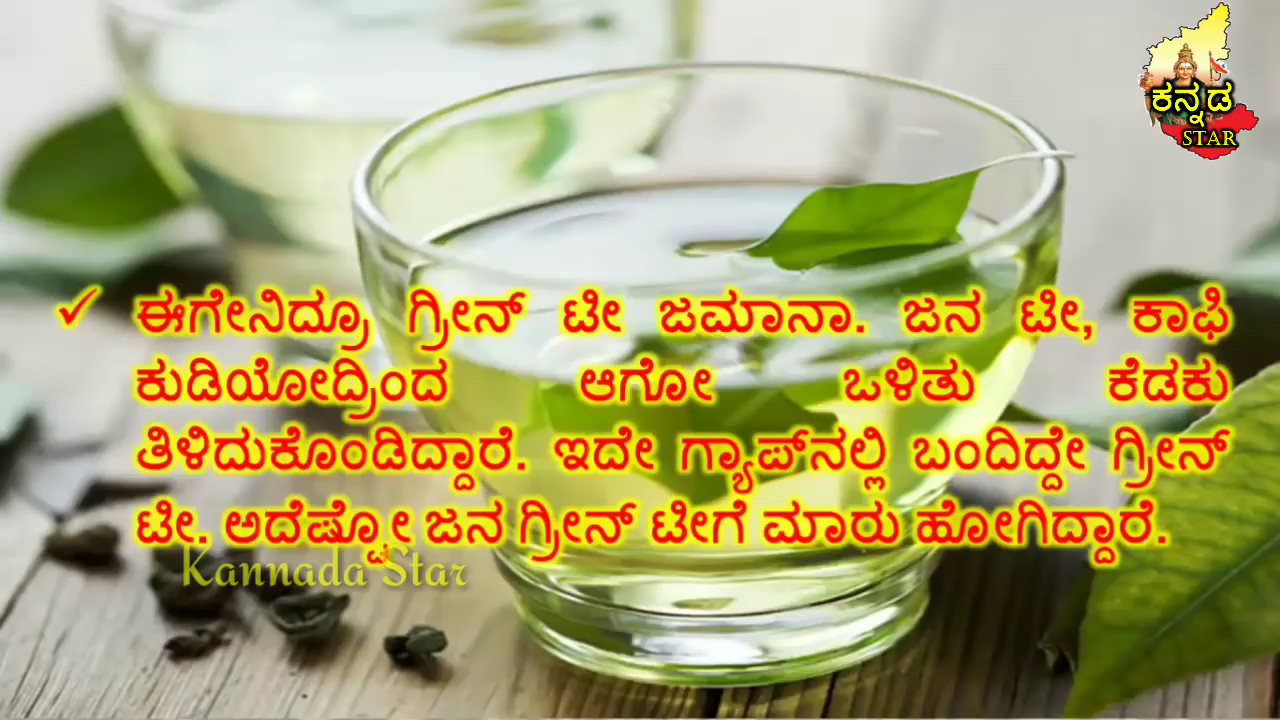 ಕನ್ನಡ
STAR
✓ ಈಗೇನಿದ್ರೂ ಗ್ರೀನ್ ಟೀ ಜಮಾನಾ. ಜನ ಟೀ, ಕಾಫಿ
ಕುಡಿಯೋದ್ರಿಂದ ಆಗೋ ಒಳಿತು ಕೆಡಕು
ತಿಳಿದುಕೊಂಡಿದ್ದಾರೆ. ಇದೇ ಗ್ಯಾಪ್‌ನಲ್ಲಿ ಬಂದಿದ್ದೇ ಗ್ರೀನ್
ಟೀ. ಅದೆಷ್ಟೋ ಜನ ಗ್ರೀನ್ ಟೀಗೆ ಮಾರು ಹೋಗಿದ್ದಾರೆ.
Kannada Star